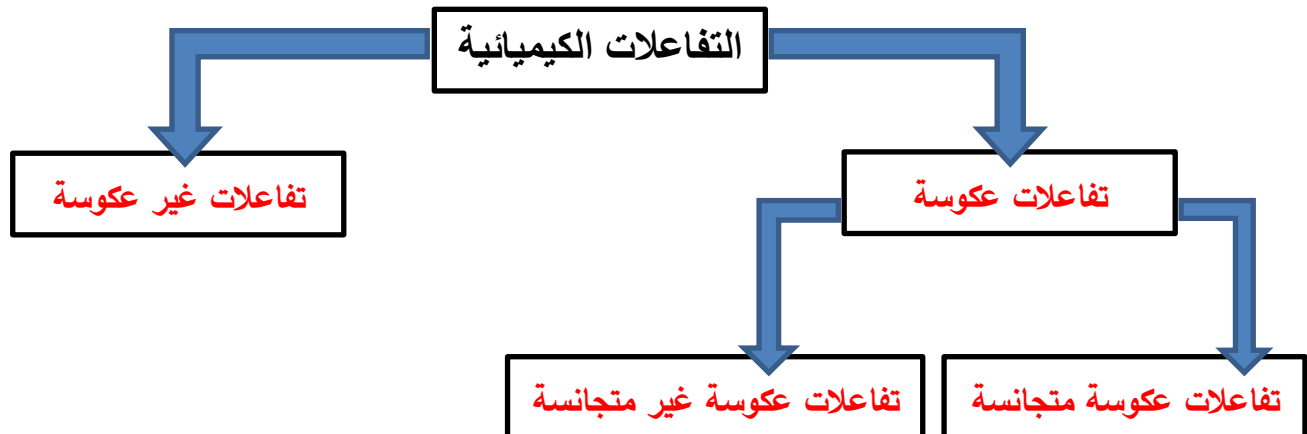 التفاعلات الكيميائية
تفاعلات عكوسة
تفاعلات غير عكوسة
تفاعلات عكوسة متجانسة
تفاعلات عكوسة غير متجانسة